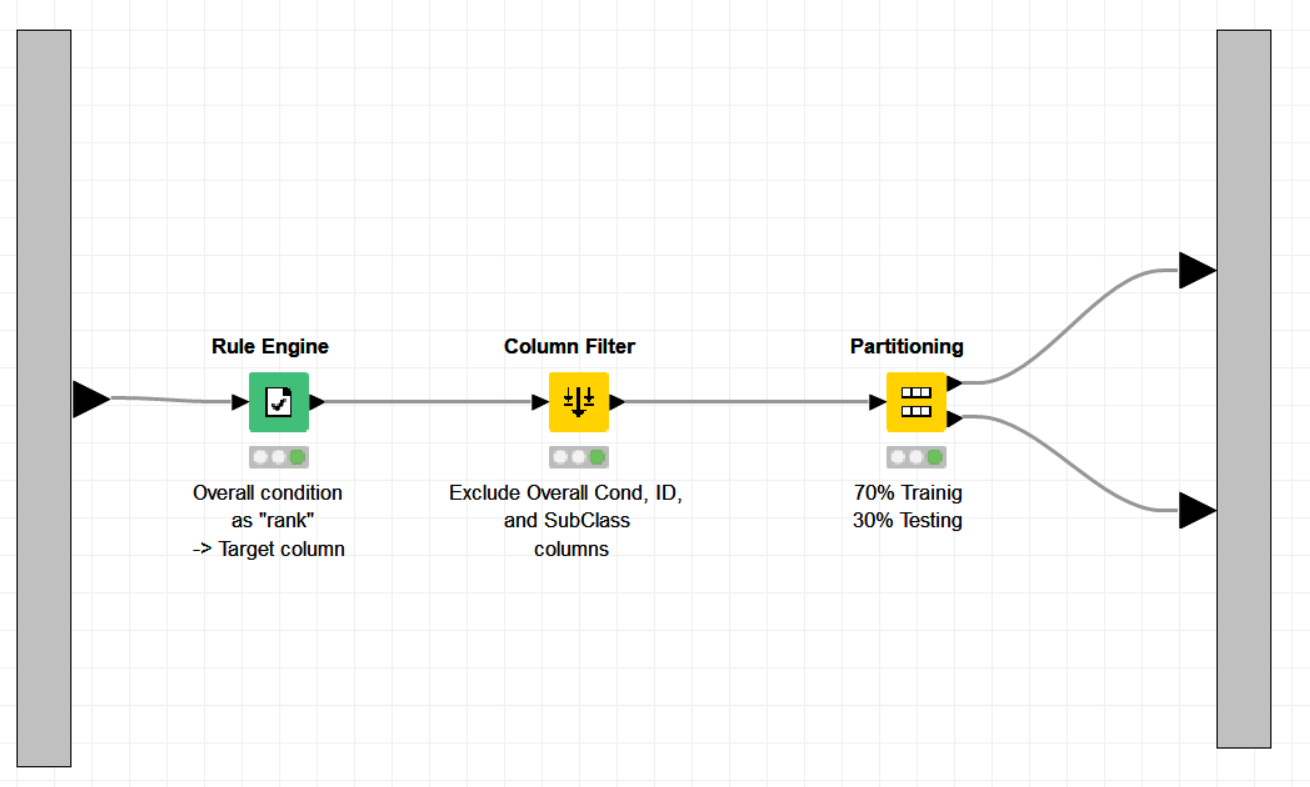 Rule Engine
Overall condition
as "rank"
-> Target column
Column Filter
Exclude Overall Cond, ID,
and SubClass
columns
Partitioning
70% Trainig
30% Testing